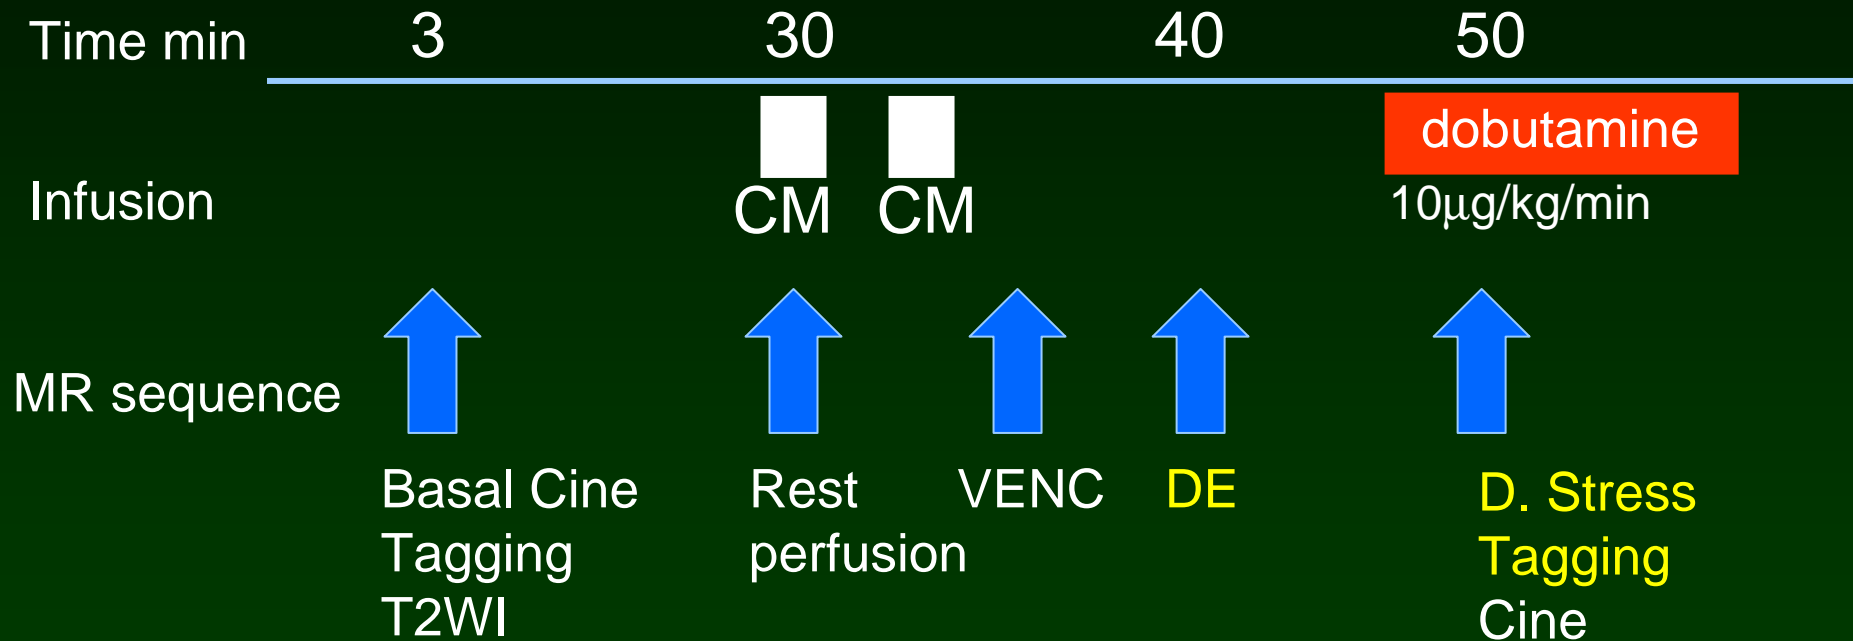 Time min 3 30 40 50
dobutamine
Infusion CM CM 10μg/kg/min
MR sequence
Basal Cine Rest VENC DE D. Stress
Tagging perfusion Tagging
T2WI Cine